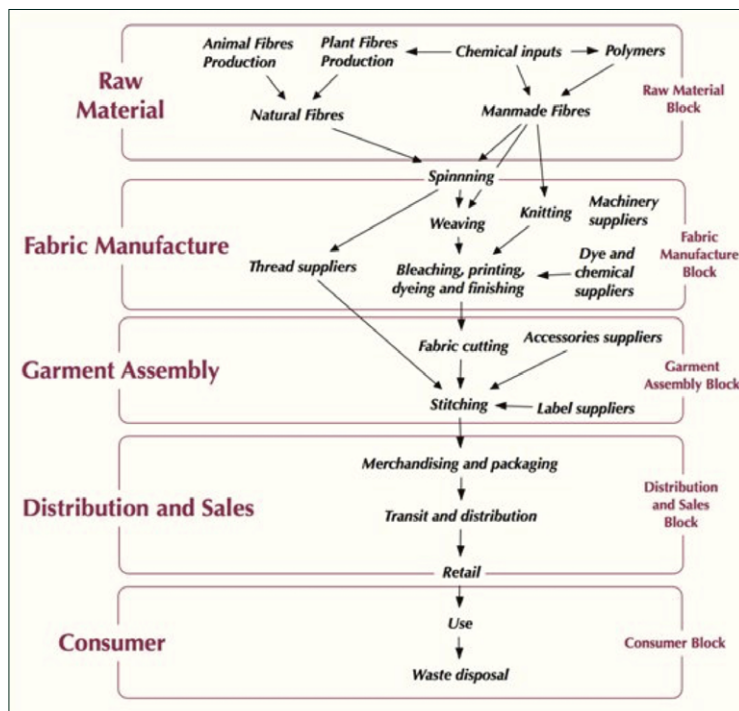 Animal Fibres
Production
Plant Fibres
Production
Chemical inputs
Polymers
Raw
Material
Raw Material
Block
Natural Fibres
Manmade Fibres
Spinnning
Weaving
Knitting
Machinery
suppliers
Fabric Manufacture
Fabric
Manufacture
Block
Thread suppliers
Bleaching, printing,
dyeing and finishing
Dye and
chemical
suppliers
Fabric cutting
Accessories suppliers
Garment Assembly
Garment
Assembly Block
Stitching
Label suppliers
Merchandising and packaging
Distribution and Sales
Distribution
and Sales
Block
Transit and distribution
Retail
Use
Consumer
Consumer Block
Waste disposal